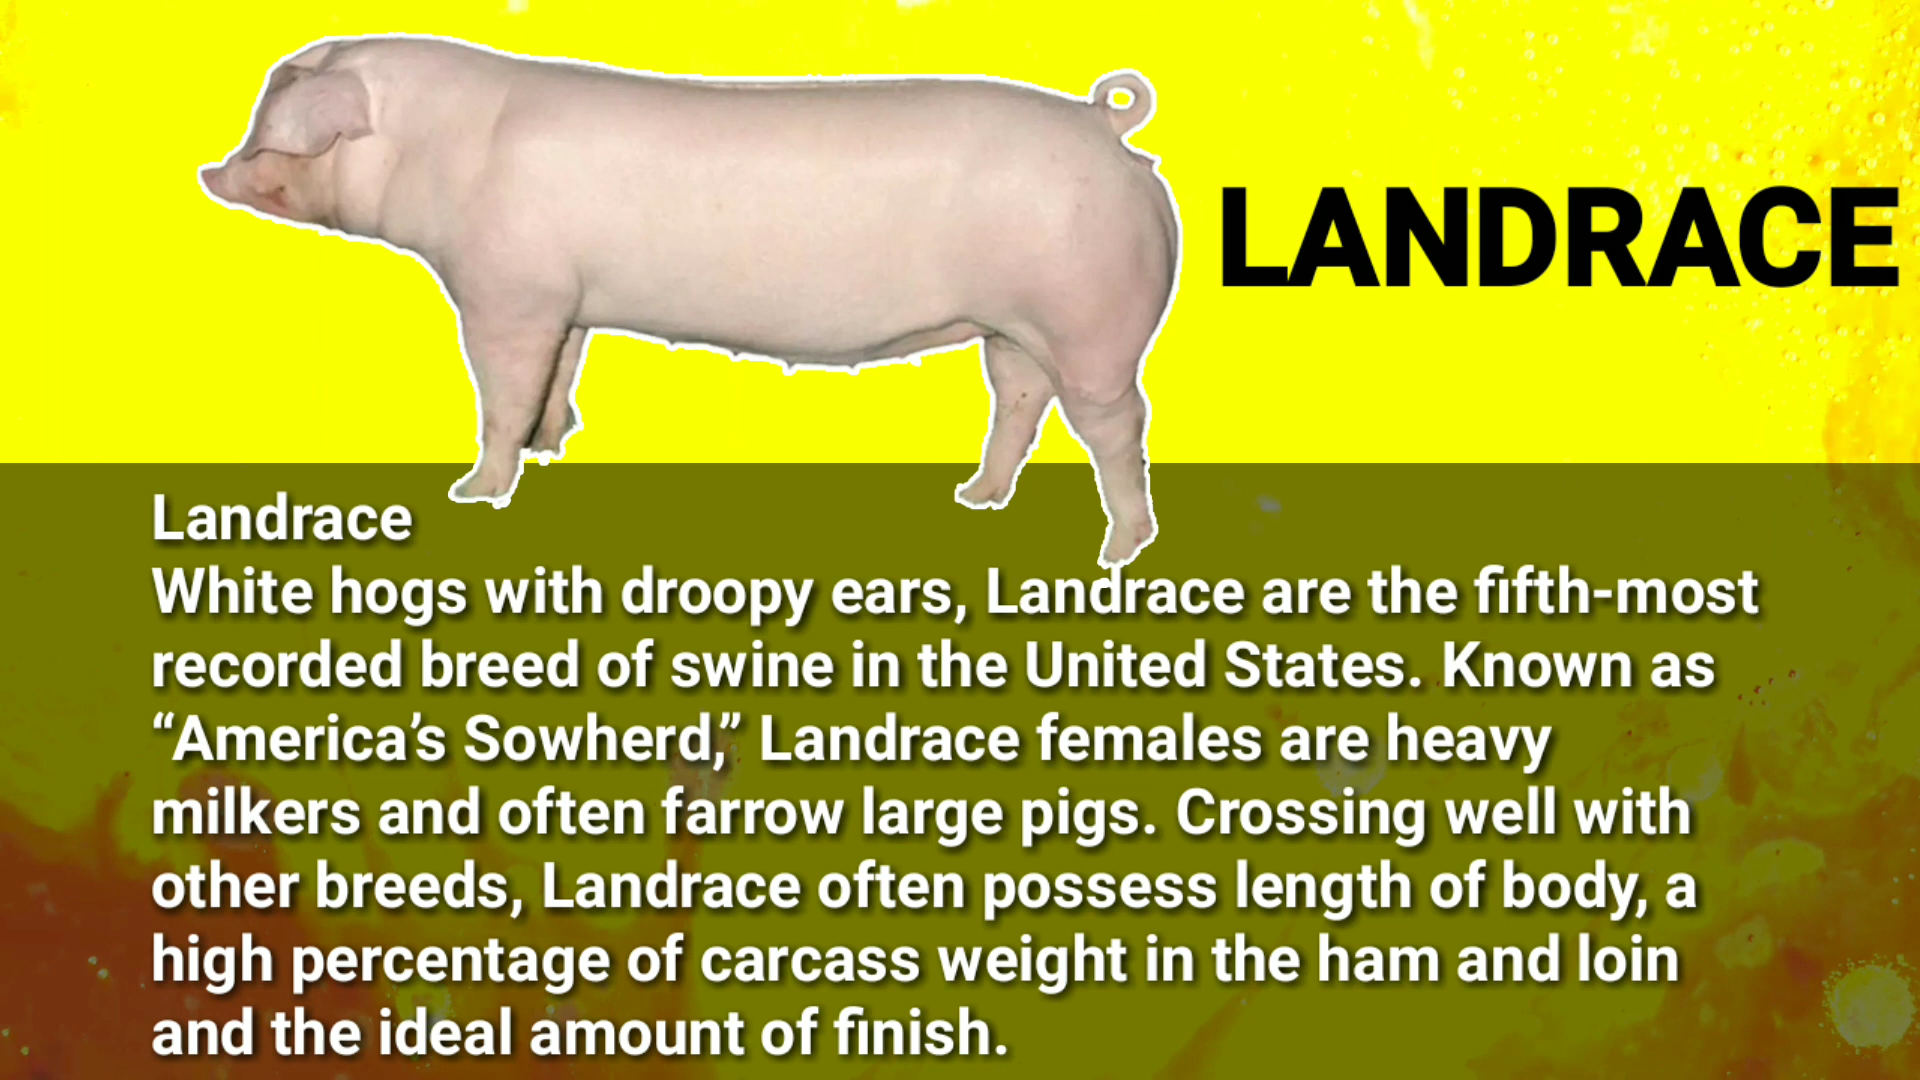 LANDRACE
Landrace
White hogs with droopy ears, Landrace are the fifth-most
recorded breed of swine in the United States. Known as
“America’s Sowherd,” Landrace females are heavy
milkers and often farrow large pigs. Crossing well with
other breeds, Landrace often possess length of body, a
high percentage of carcass weight in the ham and loin
and the ideal amount of finish.